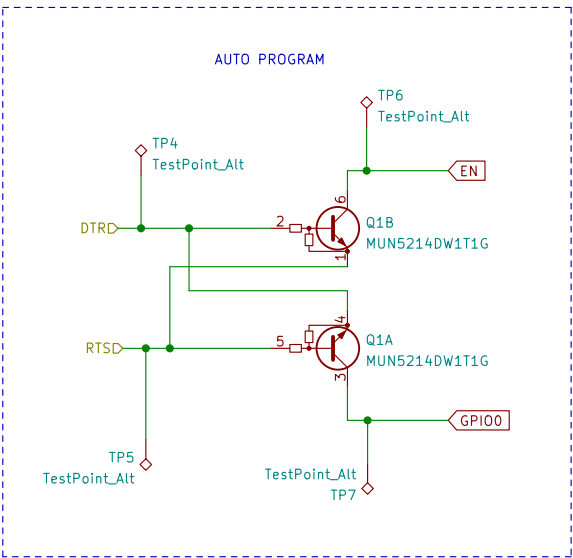 AUTO PROGRAM
TP6
TestPoint_Alt
TP4
TestPoint_Alt
EN
6
DTR
2
Q1B
MUN5214DW1T1G
1
4
RTS
5
Q1A
MUN5214DW1T1G
3
GPIO0
TP5
TestPoint_Alt
TestPoint_Alt
TP7